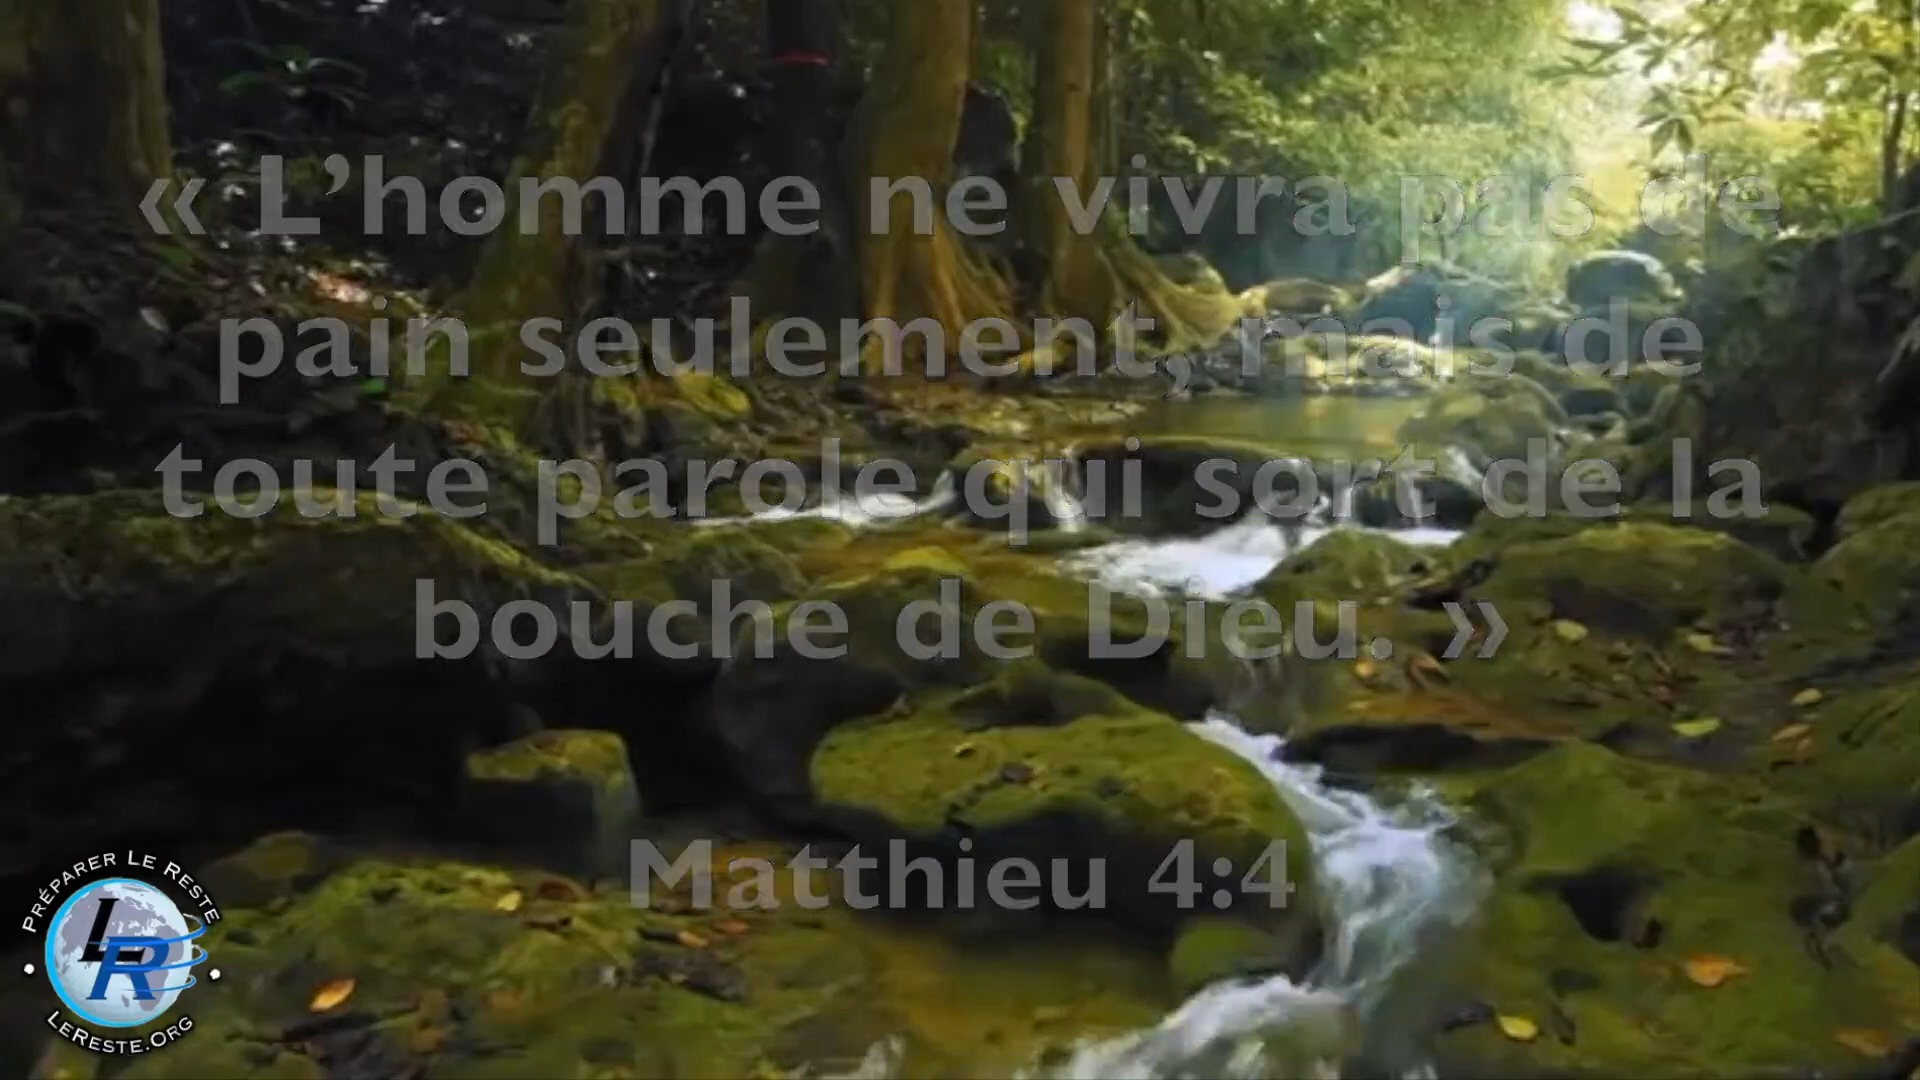 « L’homme ne vivra pas de
pain seulement, mais de
toute parole qui sort de la
bouche de Dieu. »
Matthieu 4:4
PRÉPARER LE RESTE
LR
LERESTE.ORG